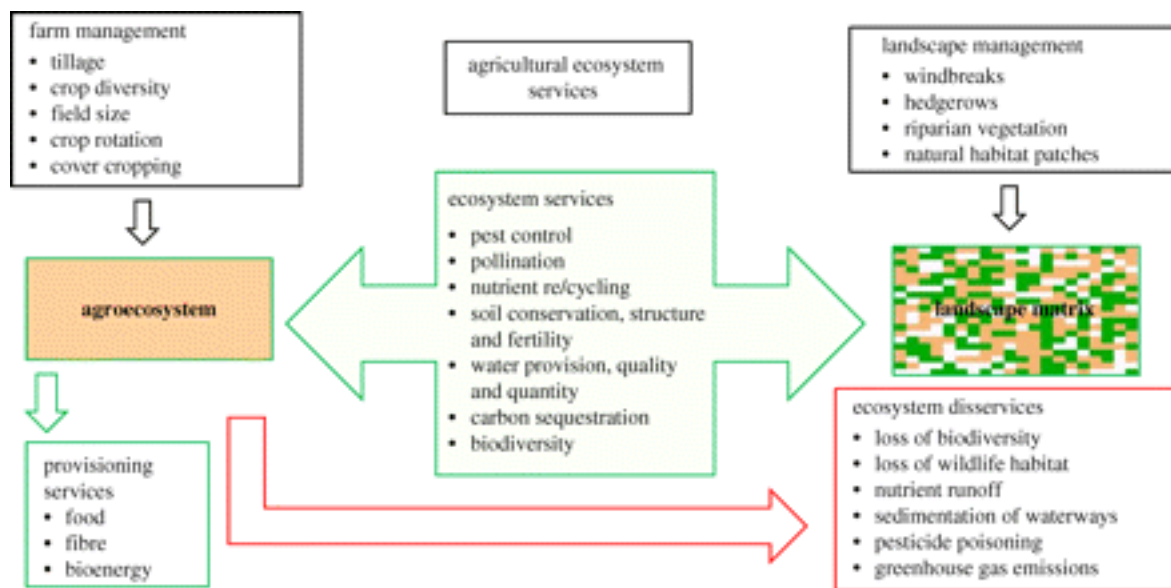 farm management
• tillage
• crop diversity
• field size
• crop rotation
• cover cropping
agricultural ecosystem
services
landscape management
• windbreaks
• hedgerows
• riparian vegetation
• natural habitat patches
agroecosystem
ecosystem services
• pest control
• pollination
• nutrient re/cycling
• soil conservation, structure
and fertility
• water provision, quality
and quantity
• carbon sequestration
• biodiversity
landscape matrix
provisioning
services
• food
• fibre
• bioenergy
ecosystem disservices
• loss of biodiversity
• loss of wildlife habitat
• nutrient runoff
• sedimentation of waterways
• pesticide poisoning
• greenhouse gas emissions